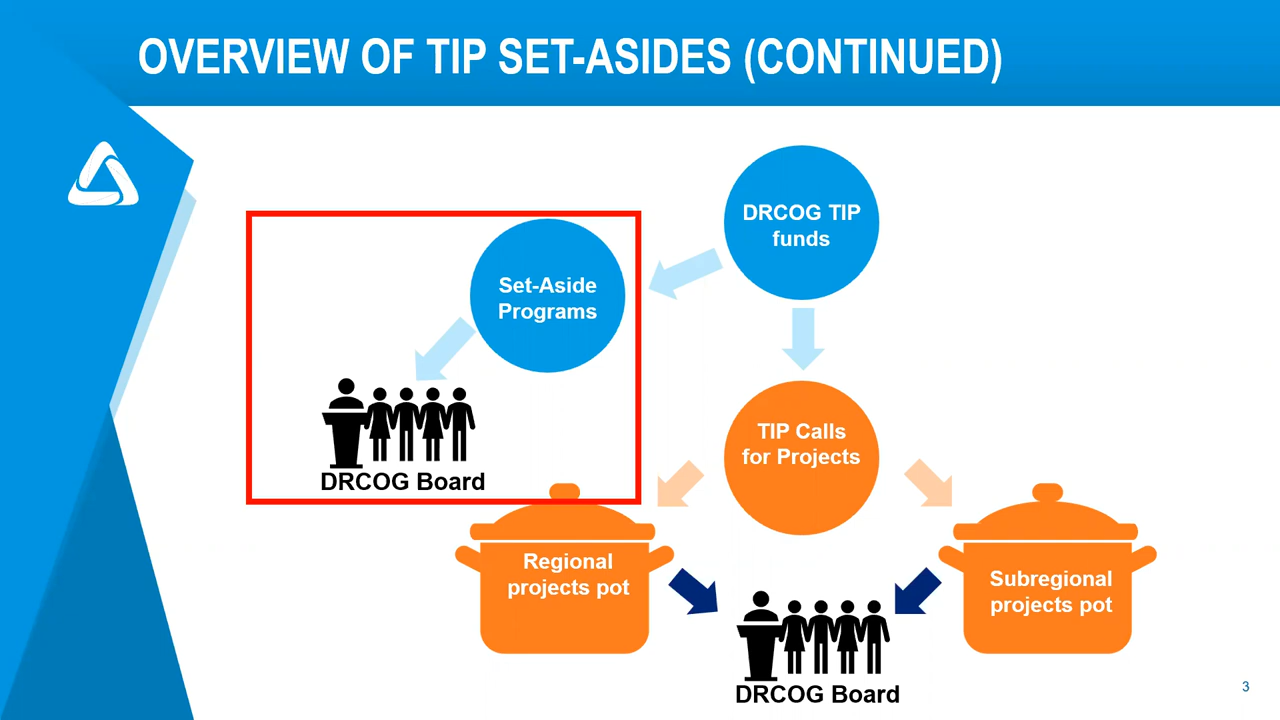 OVERVIEW OF TIP SET-ASIDES (CONTINUED)
DRCOG TIP
funds
Set-Aside
Programs
DRCOG Board
TIP Calls
for Projects
Regional
projects pot
Subregional
projects pot
DRCOG Board
3